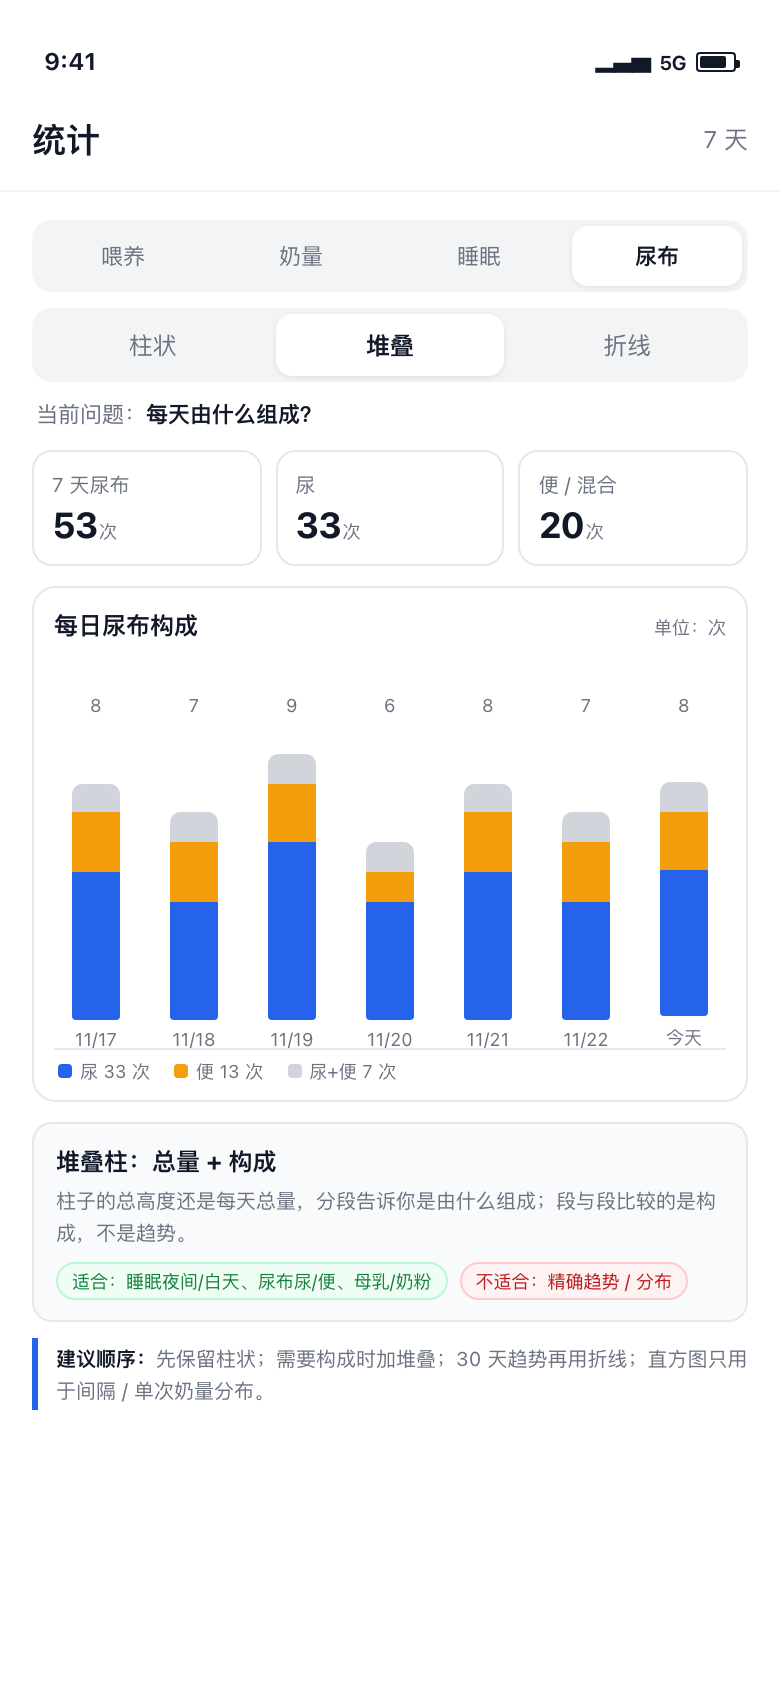 9:41 5G
统计 7 天
喂养 奶量 睡眠 尿布
柱状 堆叠 折线
当前问题：每天由什么组成?
7 天尿布 尿 便 / 混合
53次 33次 20次
每日尿布构成 单位：次
8 7 9 6 8 7 8
11/17 11/18 11/19 11/20 11/21 11/22 今天
尿 33 次 便 13 次 尿+便 7 次
堆叠柱：总量 + 构成
柱子的总高度还是每天总量，分段告诉你是由什么组成；段与段比较的是构
成，不是趋势。
适合：睡眠夜间/白天、尿布尿/便、母乳/奶粉 不适合：精确趋势 / 分布
建议顺序：先保留柱状；需要构成时加堆叠；30 天趋势再用折线；直方图只用
于间隔 / 单次奶量分布。